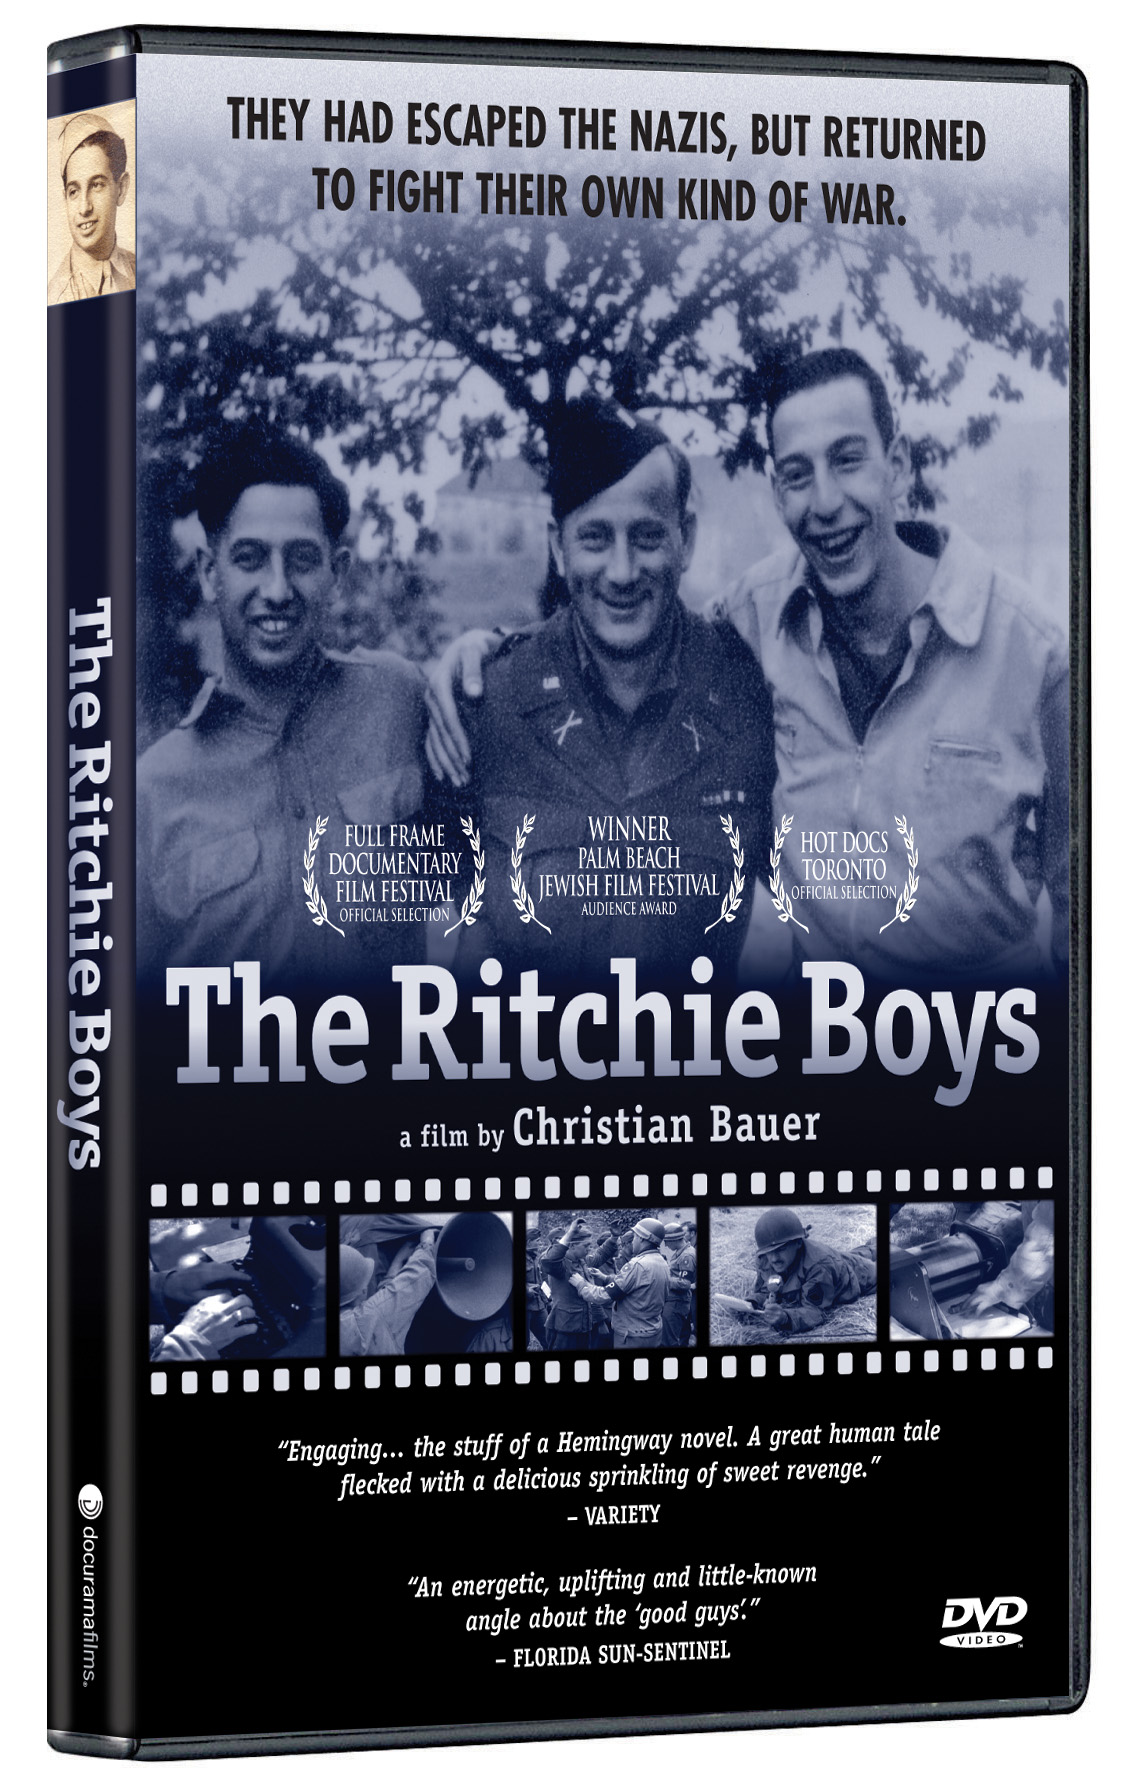 THEY HAD ESCAPED THE NAZIS, BUT RETURNED
TO FIGHT THEIR OWN KIND OF WAR.
FULL FRAME
DOCUMENTARY
FILM FESTIVAL
OFFICIAL SELECTION
WINNER
PALM BEACH
JEWISH FILM FESTIVAL
AUDIENCE AWARD
HOT DOCS
TORONTO
OFFICIAL SELECTION
The Ritchie Boys
a film by Christian Bauer
“Engaging... the stuff of a Hemingway novel. A great human tale
flecked with a delicious sprinkling of sweet revenge.”
– VARIETY
“An energetic, uplifting and little-known
angle about the ‘good guys’.”
– FLORIDA SUN-SENTINEL
DVD
VIDEO
™
The Ritchie Boys
docuramafilms®